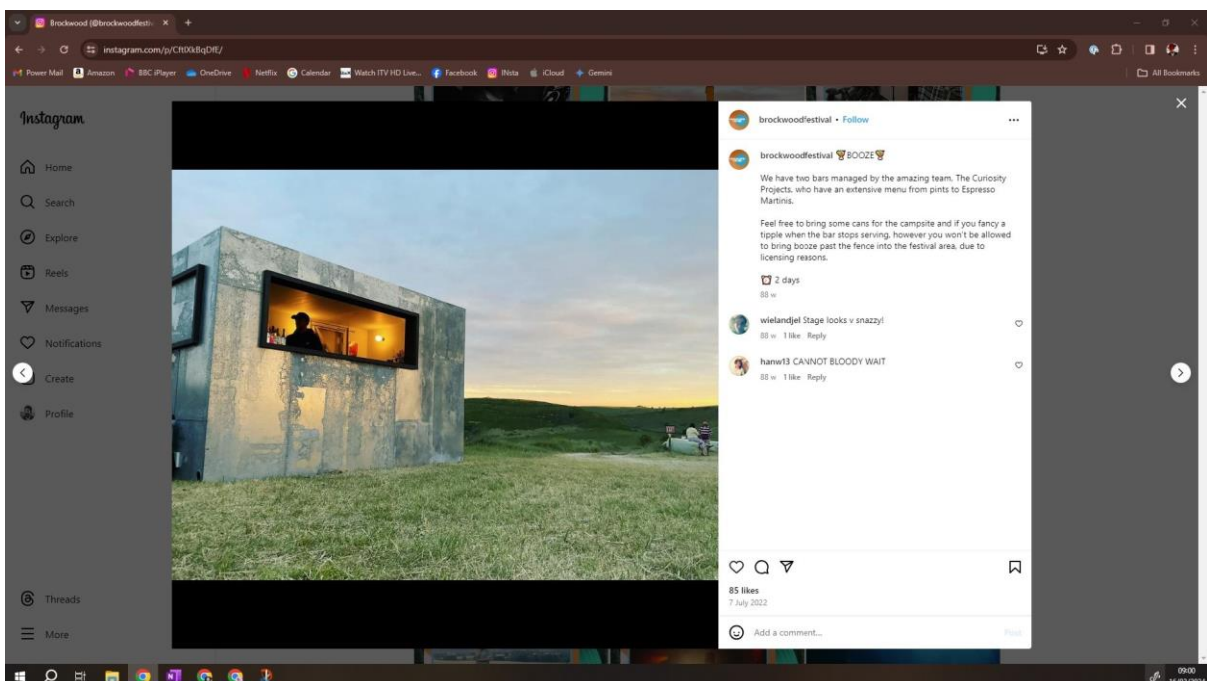 Brockwood (@brockwoodfestiv
instagram.com/p/CftIXkBqDfE/
Power Mail Amazon BBC iPlayer OneDrive Netflix Calendar Watch ITV HD Live... Facebook INsta iCloud Gemini All Bookmarks
Instagram
Home
Search
Explore
Reels
Messages
Notifications
Create
Profile
Threads
More
brockwoodfestival • Follow
brockwoodfestival 🍹BOOZE🍹
We have two bars managed by the amazing team. The Curiosity
Projects, who have an extensive menu from pints to Espresso
Martinis.
Feel free to bring some cans for the campsite and if you fancy a
tipple when the bar stops serving, however you won't be allowed
to bring booze past the fence into the festival area, due to
licensing reasons.
⏰ 2 days
88 w
wielandjel Stage looks v snazzy!
88 w 1 like Reply
hanw13 CANNOT BLOODY WAIT
88 w 1 like Reply
85 likes
7 July 2022
Add a comment...
Post
09:00